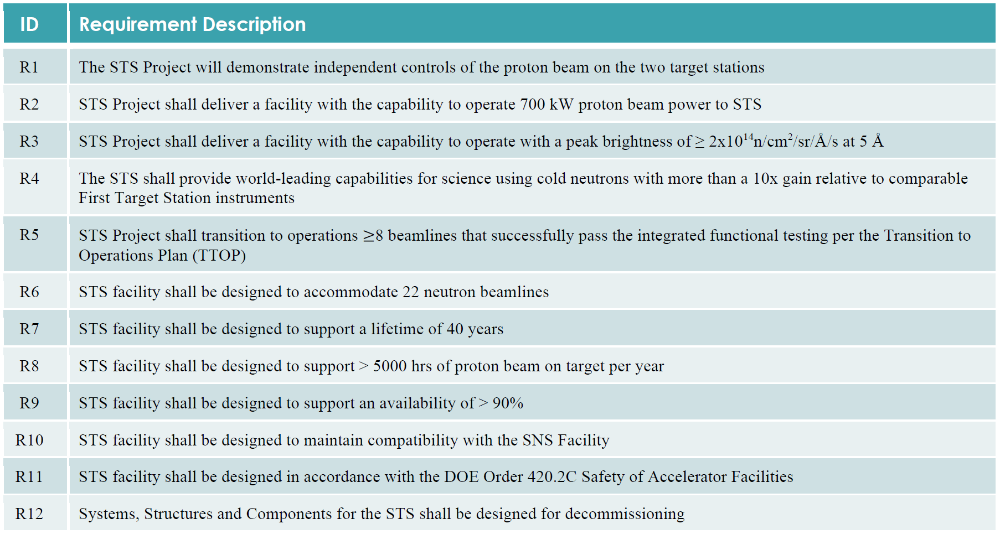 ID Requirement Description
R1 The STS Project will demonstrate independent controls of the proton beam on the two target stations
R2 STS Project shall deliver a facility with the capability to operate 700 kW proton beam power to STS
R3 STS Project shall deliver a facility with the capability to operate with a peak brightness of ≥ 2x10¹⁴n/cm²/sr/Å/s at 5 Å
R4 The STS shall provide world-leading capabilities for science using cold neutrons with more than a 10x gain relative to comparable
First Target Station instruments
R5 STS Project shall transition to operations ≥8 beamlines that successfully pass the integrated functional testing per the Transition to
Operations Plan (TTOP)
R6 STS facility shall be designed to accommodate 22 neutron beamlines
R7 STS facility shall be designed to support a lifetime of 40 years
R8 STS facility shall be designed to support > 5000 hrs of proton beam on target per year
R9 STS facility shall be designed to support an availability of > 90%
R10 STS facility shall be designed to maintain compatibility with the SNS Facility
R11 STS facility shall be designed in accordance with the DOE Order 420.2C Safety of Accelerator Facilities
R12 Systems, Structures and Components for the STS shall be designed for decommissioning